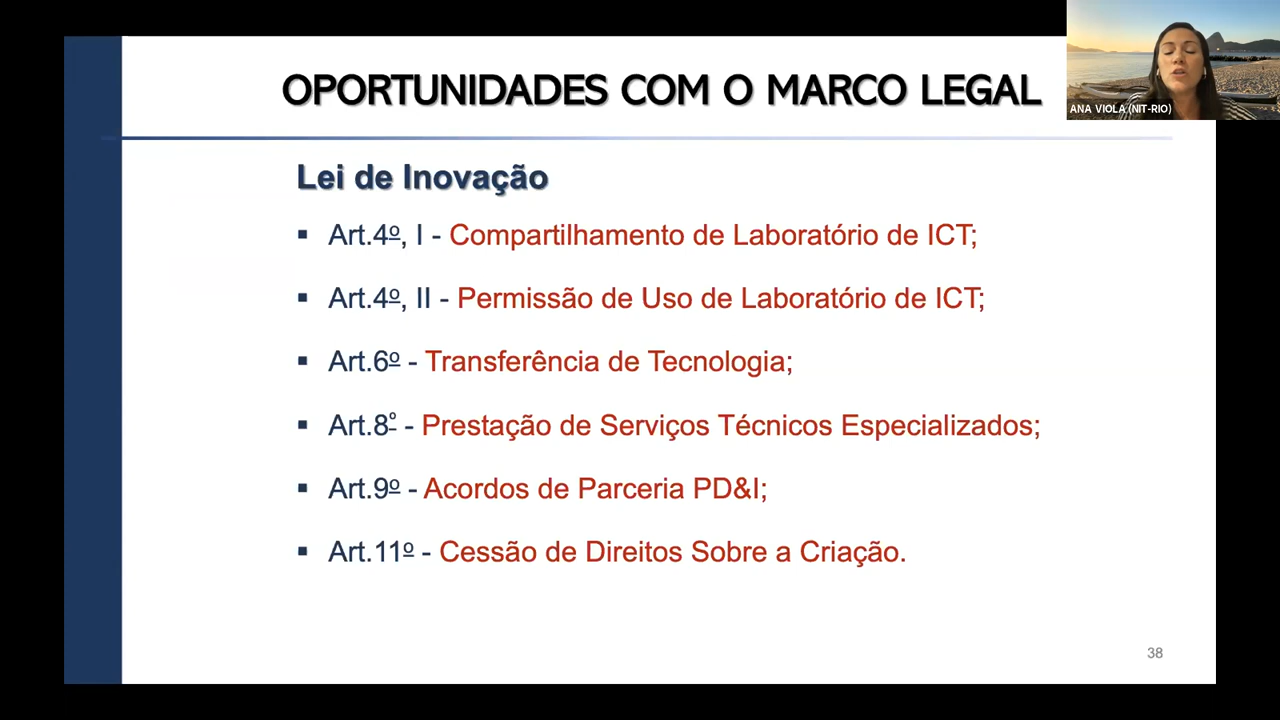 OPORTUNIDADES COM O MARCO LEGAL
ANA VIOLA (NIT-RIO)
Lei de Inovação
▪ Art.4º, I - Compartilhamento de Laboratório de ICT;
▪ Art.4º, II - Permissão de Uso de Laboratório de ICT;
▪ Art.6º - Transferência de Tecnologia;
▪ Art.8º - Prestação de Serviços Técnicos Especializados;
▪ Art.9º - Acordos de Parceria PD&I;
▪ Art.11º - Cessão de Direitos Sobre a Criação.
38